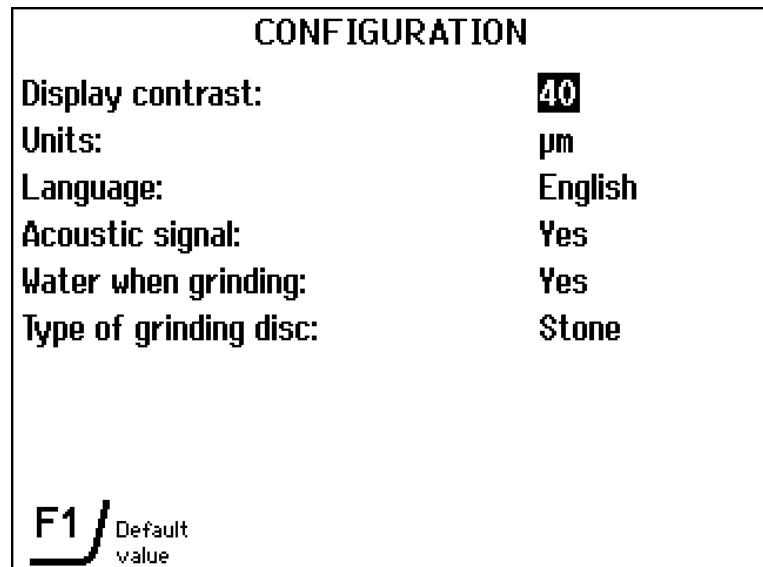 CONFIGURATION
Display contrast: 40
Units: µm
Language: English
Acoustic signal: Yes
Water when grinding: Yes
Type of grinding disc: Stone
F1 Default
value